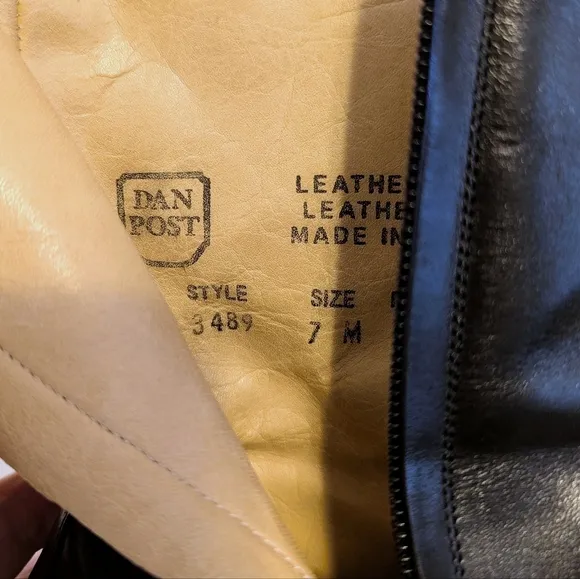 DAN
POST
LEATHE
LEATHE
MADE IN
STYLE SIZE
3489 7 M